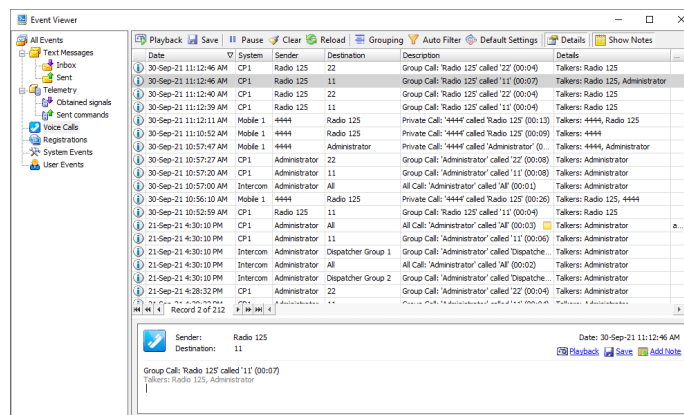 Event Viewer
All Events
Text Messages
Inbox
Sent
Telemetry
Obtained signals
Sent commands
Voice Calls
Registrations
System Events
User Events
Playback Save Pause Clear Reload Grouping Auto Filter Default Settings Details Show Notes
Date System Sender Destination Description Details ...
30-Sep-21 11:12:46 AM CP1 Radio 125 22 Group Call: 'Radio 125' called '22' (00:04) Talkers: Radio 125
30-Sep-21 11:12:46 AM CP1 Radio 125 11 Group Call: 'Radio 125' called '11' (00:07) Talkers: Radio 125, Administrator
30-Sep-21 11:12:40 AM CP1 Radio 125 22 Group Call: 'Radio 125' called '22' (00:04) Talkers: Radio 125
30-Sep-21 11:12:39 AM CP1 Radio 125 11 Group Call: 'Radio 125' called '11' (00:04) Talkers: Radio 125
30-Sep-21 11:12:11 AM Mobile 1 4444 Radio 125 Private Call: '4444' called 'Radio 125' (00:13) Talkers: 4444, Radio 125
30-Sep-21 11:10:52 AM Mobile 1 4444 Radio 125 Private Call: '4444' called 'Radio 125' (00:09) Talkers: 4444
30-Sep-21 10:57:47 AM Mobile 1 4444 Administrator Private Call: '4444' called 'Administrator' (0... Talkers: 4444, Administrator
30-Sep-21 10:57:27 AM CP1 Administrator 22 Group Call: 'Administrator' called '22' (00:08) Talkers: Administrator
30-Sep-21 10:57:20 AM CP1 Administrator 11 Group Call: 'Administrator' called '11' (00:08) Talkers: Administrator
30-Sep-21 10:57:00 AM Intercom Administrator All All Call: 'Administrator' called 'All' (00:01) Talkers: Administrator
30-Sep-21 10:56:10 AM Mobile 1 4444 Radio 125 Private Call: '4444' called 'Radio 125' (00:26) Talkers: Radio 125, 4444
30-Sep-21 10:52:59 AM CP1 Radio 125 11 Group Call: 'Radio 125' called '11' (00:04) Talkers: Radio 125
21-Sep-21 4:30:10 PM CP1 Administrator All All Call: 'Administrator' called 'All' (00:03) Talkers: Administrator a...
21-Sep-21 4:30:10 PM CP1 Administrator 11 Group Call: 'Administrator' called '11' (00:06) Talkers: Administrator
21-Sep-21 4:30:10 PM Intercom Administrator Dispatcher Group 1 Group Call: 'Administrator' called 'Dispatche... Talkers: Administrator
21-Sep-21 4:30:10 PM Intercom Administrator All All Call: 'Administrator' called 'All' (00:02) Talkers: Administrator
21-Sep-21 4:30:10 PM Intercom Administrator Dispatcher Group 2 Group Call: 'Administrator' called 'Dispatche... Talkers: Administrator
21-Sep-21 4:28:32 PM CP1 Administrator 22 Group Call: 'Administrator' called '22' (00:04) Talkers: Administrator
Record 2 of 212
Sender: Radio 125 Date: 30-Sep-21 11:12:46 AM
Destination: 11 Playback Save Add Note
Group Call: 'Radio 125' called '11' (00:07)
Talkers: Radio 125, Administrator